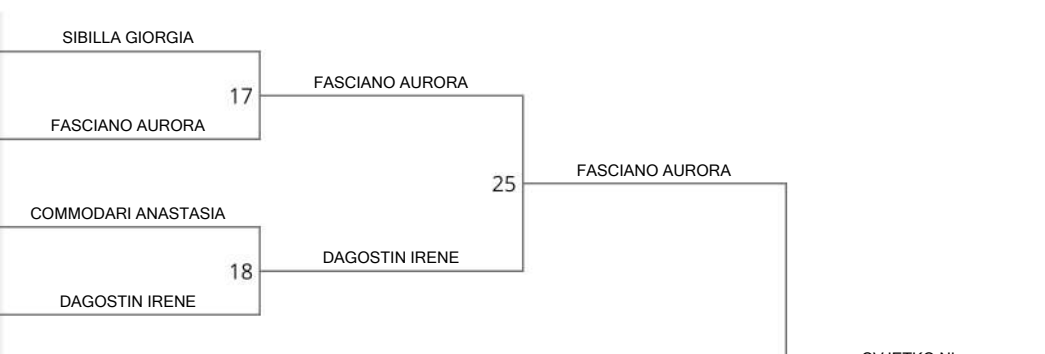 SIBILLA GIORGIA
FASCIANO AURORA
17
FASCIANO AURORA
FASCIANO AURORA
25
COMMODARI ANASTASIA
DAGOSTIN IRENE
18
DAGOSTIN IRENE